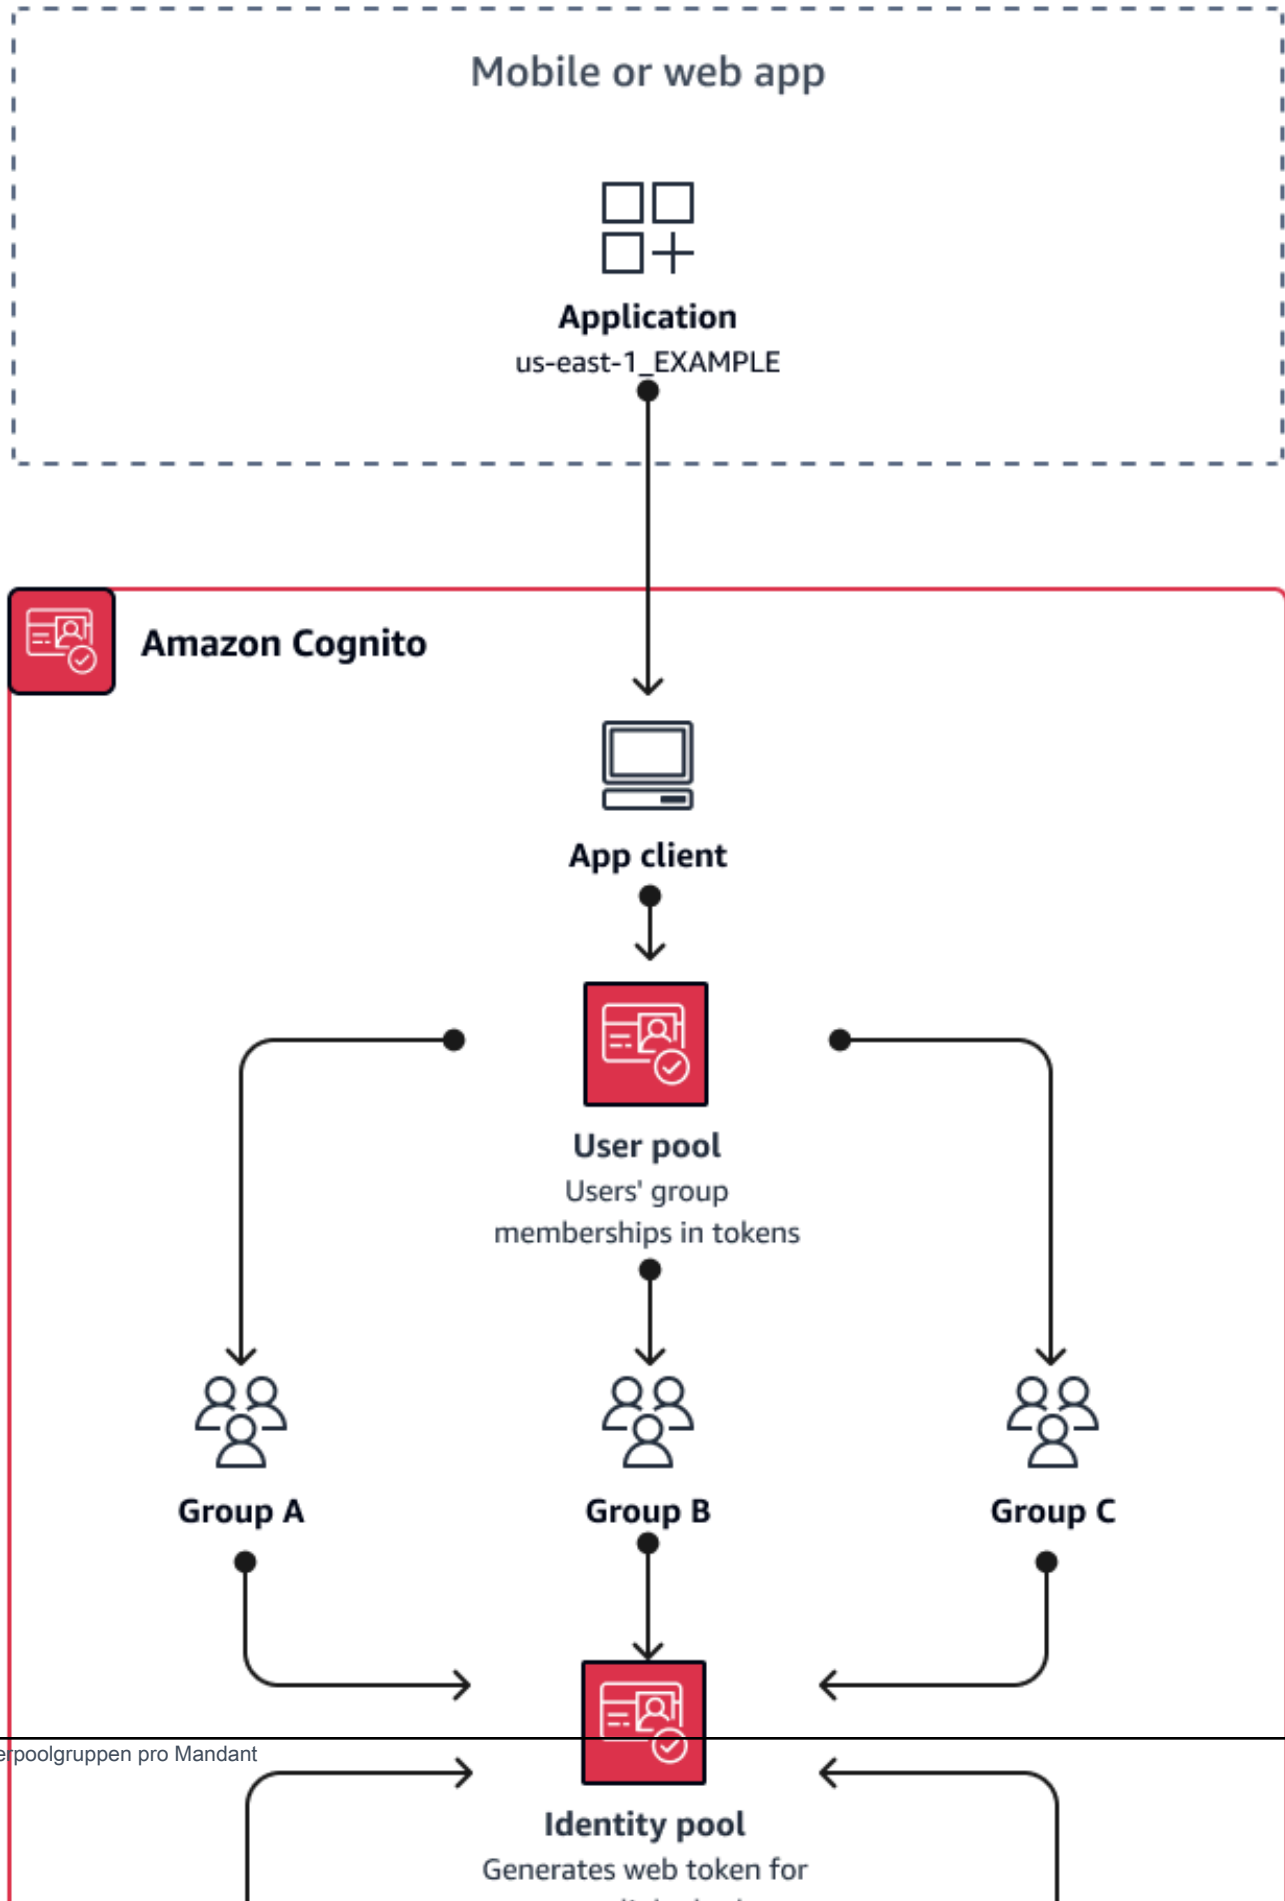 Mobile or web app
Application
us-east-1_EXAMPLE
Amazon Cognito
App client
User pool
Users' group
memberships in tokens
Group A
Group B
Group C
pro Mandant
Identity pool
Generates web token for